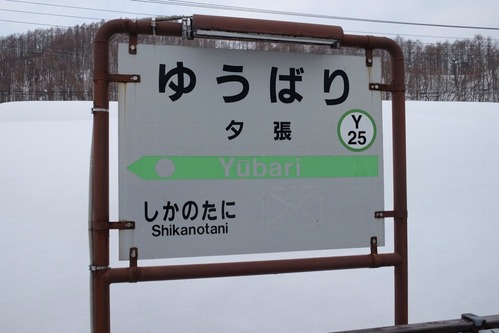 ゆうばり
夕張
Y
25
Yūbari
しかのたに
Shikanotani